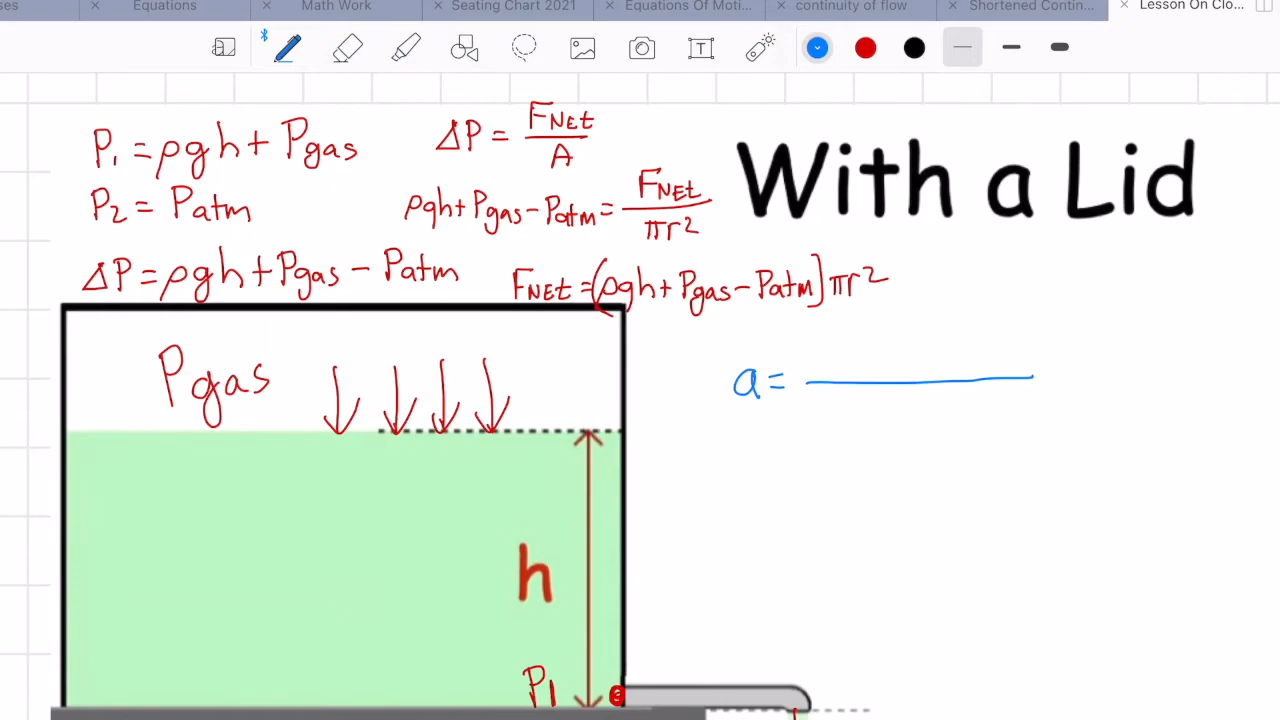 Equations
Math Work
Seating Chart 2021
Equations Of Moti...
continuity of flow
Shortened Contin...
Lesson On Clo...
With a Lid
P₁ = ρgh + Pgas
P₂ = Patm
ΔP = ρgh + Pgas − Patm
ΔP = FNet/A
ρgh + Pgas − Patm = FNet/πr²
FNet = (ρgh + Pgas − Patm)πr²
a =
Pgas
h
P1